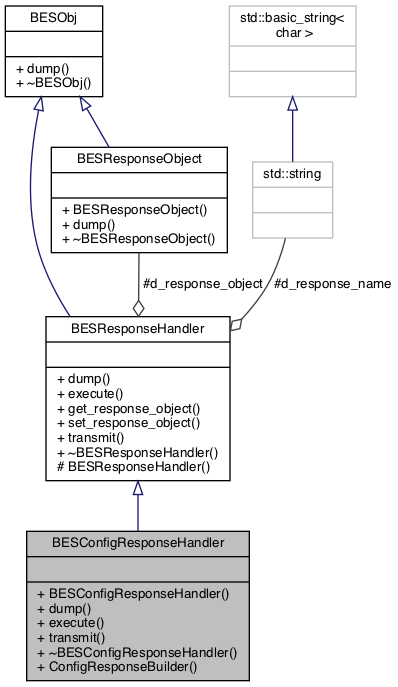 BESObj
+ dump()
+ ~BESObj()
std::basic_string<
char >
BESResponseObject
+ BESResponseObject()
+ dump()
+ ~BESResponseObject()
std::string
#d_response_object
#d_response_name
BESResponseHandler
+ dump()
+ execute()
+ get_response_object()
+ set_response_object()
+ transmit()
+ ~BESResponseHandler()
# BESResponseHandler()
BESConfigResponseHandler
+ BESConfigResponseHandler()
+ dump()
+ execute()
+ transmit()
+ ~BESConfigResponseHandler()
+ ConfigResponseBuilder()